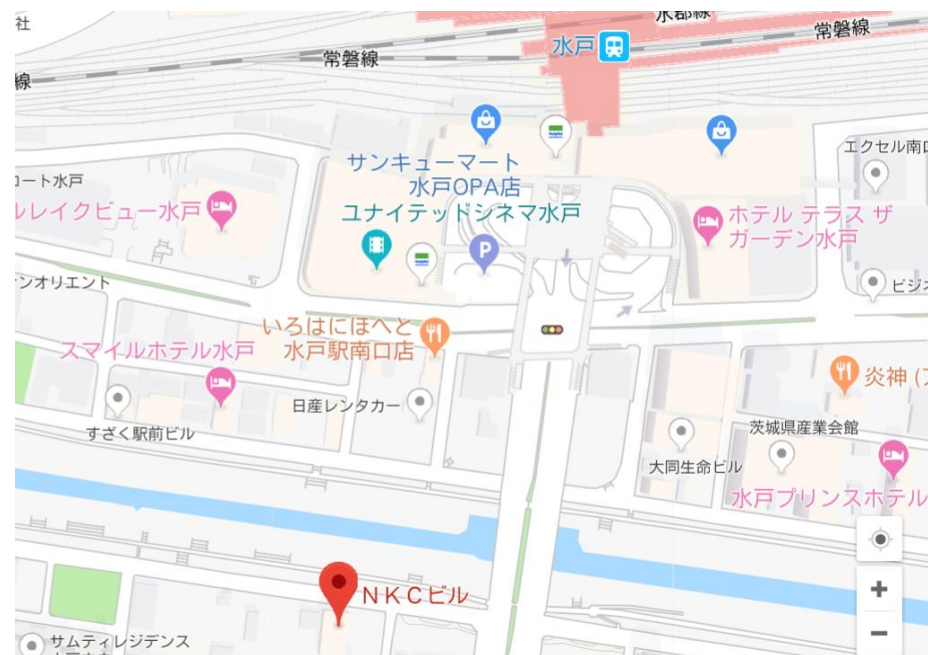 社
水郡線
水戸
常磐線
常磐線
線
エクセル南口
サンキューマート
水戸OPA店
コート水戸
ユナイテッドシネマ水戸
ルレイクビュー水戸
P
ホテル テラス ザ
ガーデン水戸
ンオリエント
ビジネ
いろはにほへと
水戸駅南口店
スマイルホテル水戸
炎神 (ア
日産レンタカー
すざく駅前ビル
茨城県産業会館
大同生命ビル
水戸プリンスホテル
NKCビル
+
サムティレジデンス
−